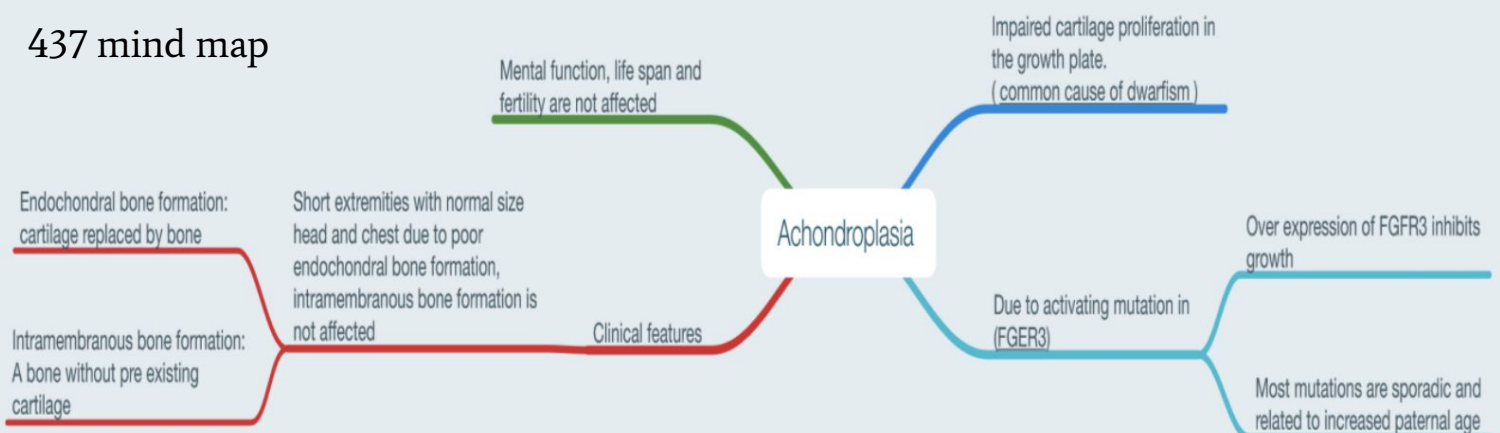 437 mind map
Mental function, life span and
fertility are not affected
Impaired cartilage proliferation in
the growth plate.
( common cause of dwarfism )
Achondroplasia
Endochondral bone formation:
cartilage replaced by bone
Intramembranous bone formation:
A bone without pre existing
cartilage
Short extremities with normal size
head and chest due to poor
endochondral bone formation,
intramembranous bone formation is
not affected
Clinical features
Due to activating mutation in
(FGER3)
Over expression of FGFR3 inhibits
growth
Most mutations are sporadic and
related to increased paternal age